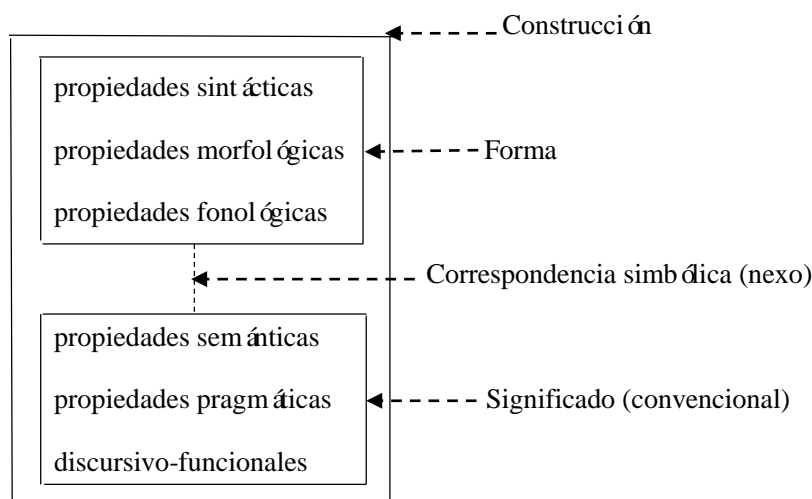 Construcción
propiedades sintácticas
propiedades morfológicas
Forma
propiedades fonológicas
Correspondencia simbólica (nexo)
propiedades semánticas
propiedades pragmáticas
Significado (convencional)
discursivo-funcionales